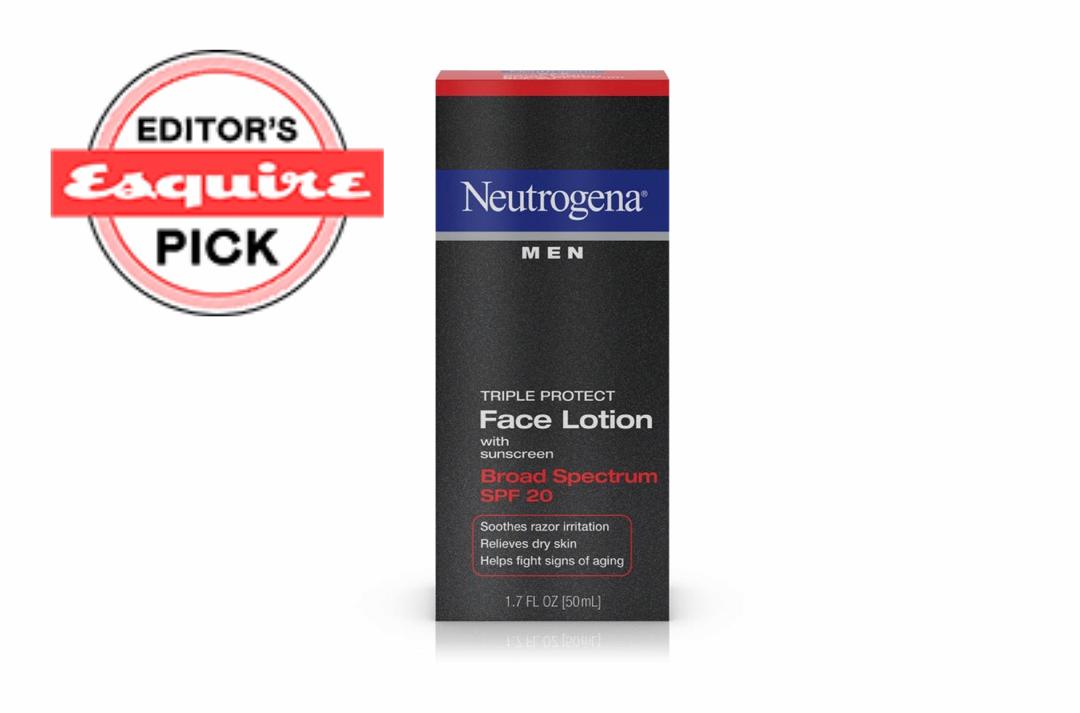 EDITOR'S
Esquire
PICK
Neutrogena®
MEN
TRIPLE PROTECT
Face Lotion
with
sunscreen
Broad Spectrum
SPF 20
Soothes razor irritation
Relieves dry skin
Helps fight signs of aging
1.7 FL OZ [50mL]